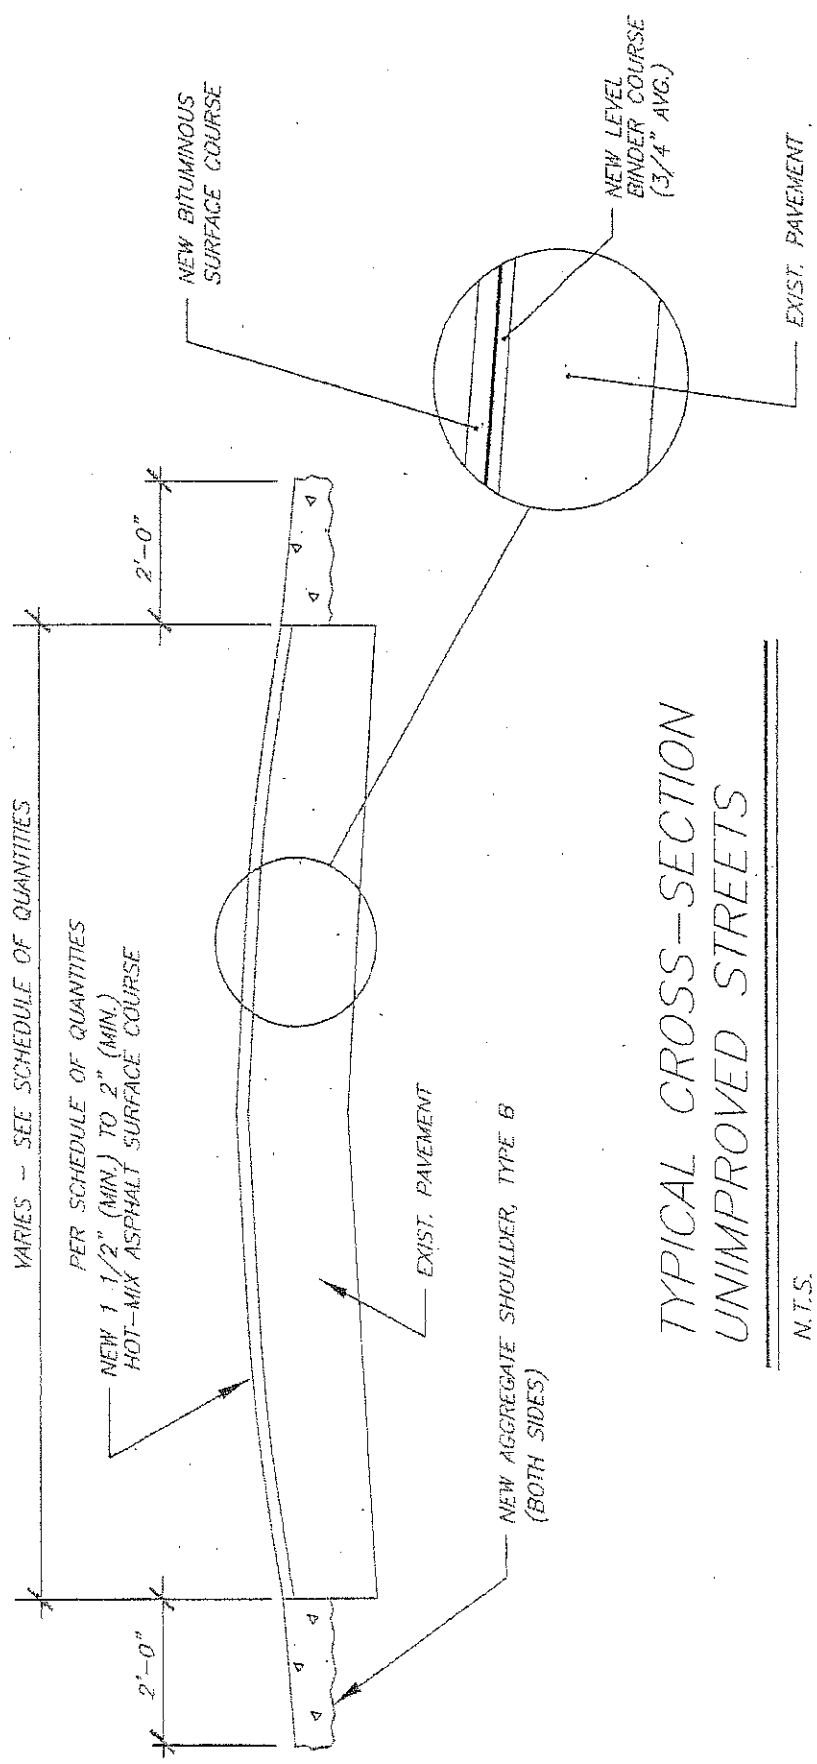 VARIES - SEE SCHEDULE OF QUANTITIES
2'-0"
2'-0"
PER SCHEDULE OF QUANTITIES
NEW 1 1/2" (MIN.) TO 2" (MIN.)
HOT-MIX ASPHALT SURFACE COURSE
NEW BITUMINOUS
SURFACE COURSE
EXIST. PAVEMENT
NEW AGGREGATE SHOULDER, TYPE B
(BOTH SIDES)
NEW LEVEL
BINDER COURSE
(3/4" AVG.)
EXIST. PAVEMENT
TYPICAL CROSS-SECTION
UNIMPROVED STREETS
N.T.S.